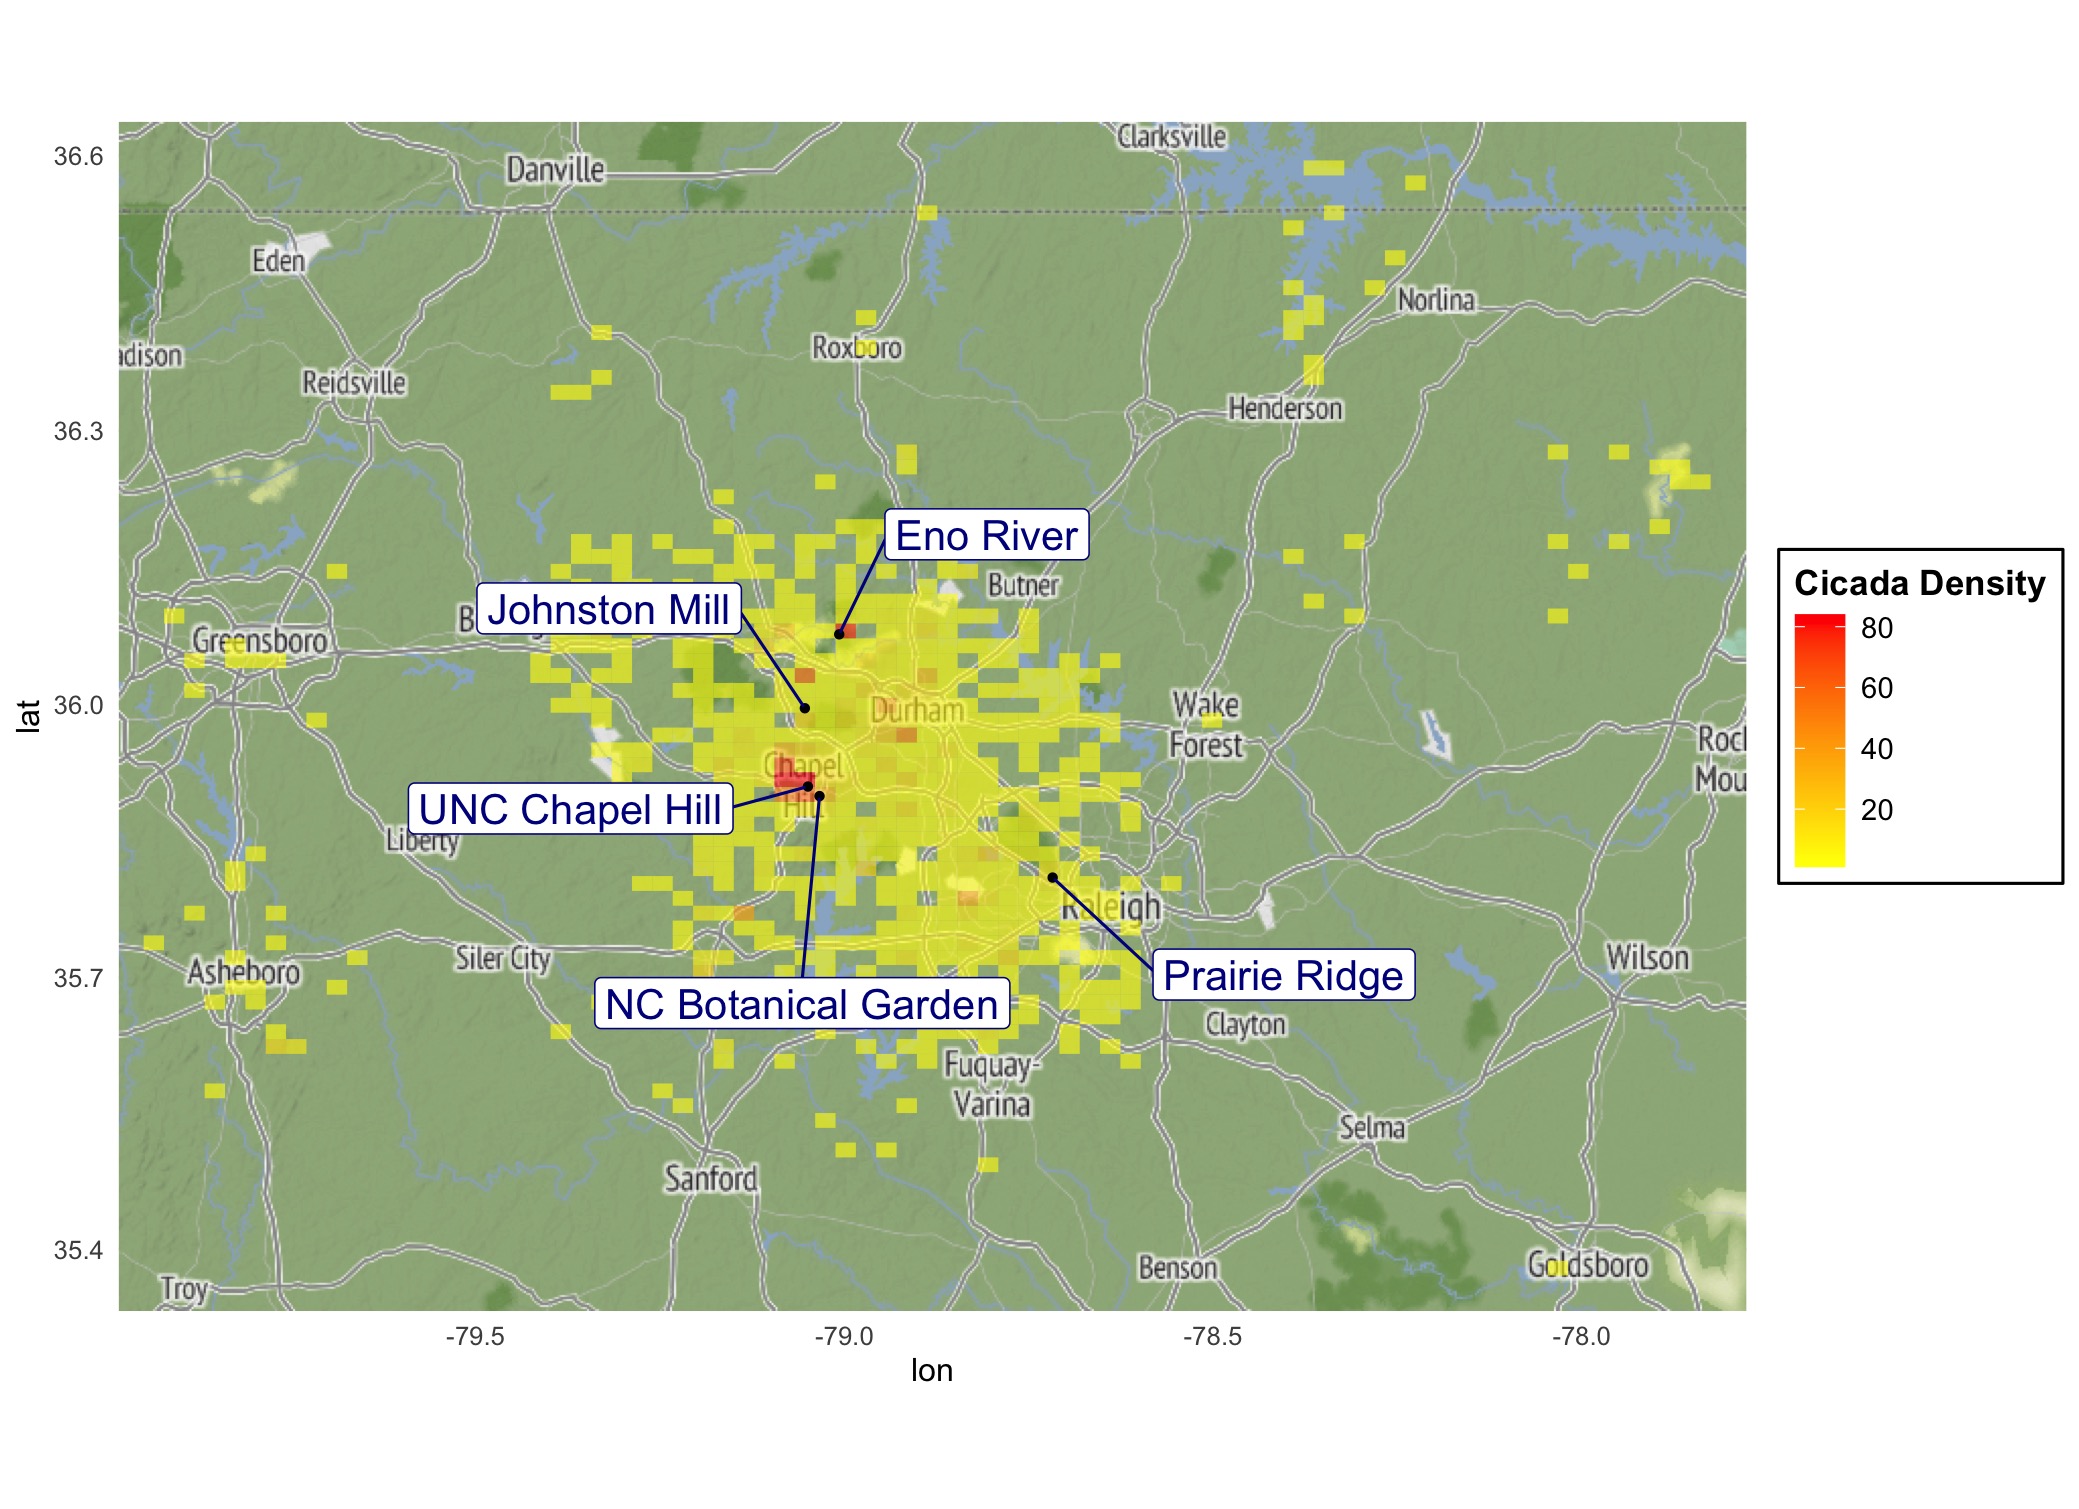 Clarksville
36.6
Danville
Eden
Norlina
Roxboro
adison
Reidsville
Henderson
36.3
Eno River
Butner
Johnston Mill
Greensboro
Cicada Density
80
60
40
20
lat
36.0
Durham
Wake
Forest
Chapel
Hill
UNC Chapel Hill
Liberty
Raleigh
Siler City
Asheboro
Wilson
35.7
Prairie Ridge
NC Botanical Garden
Clayton
Fuquay-
Varina
Selma
Sanford
35.4
Benson
Goldsboro
Troy
-79.5
-79.0
-78.5
-78.0
lon